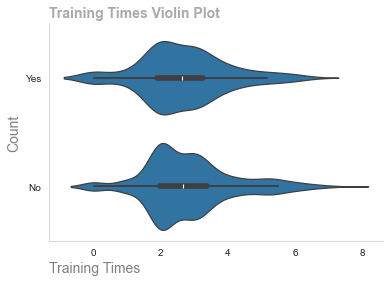 Training Times Violin Plot
Count
Yes
No
0 2 4 6 8
Training Times